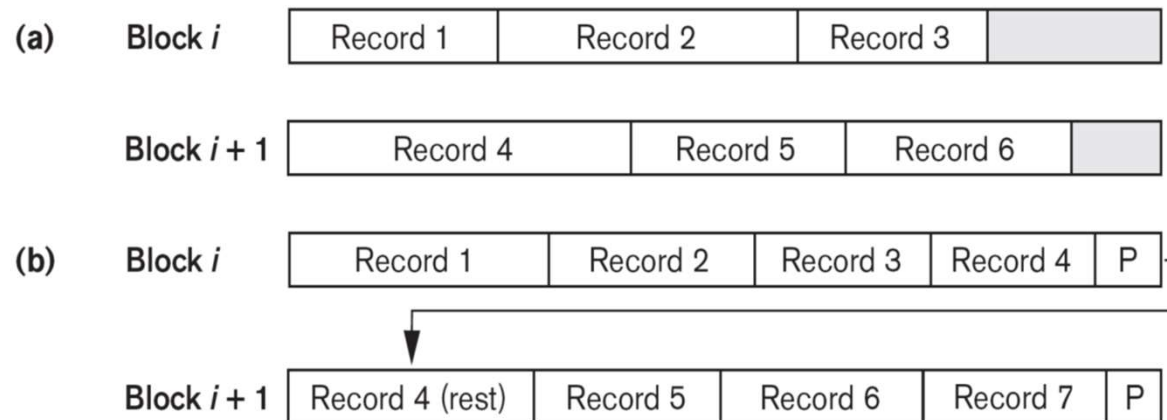 (a) Block i Record 1 Record 2 Record 3
Block i + 1 Record 4 Record 5 Record 6
(b) Block i Record 1 Record 2 Record 3 Record 4 P
Block i + 1 Record 4 (rest) Record 5 Record 6 Record 7 P